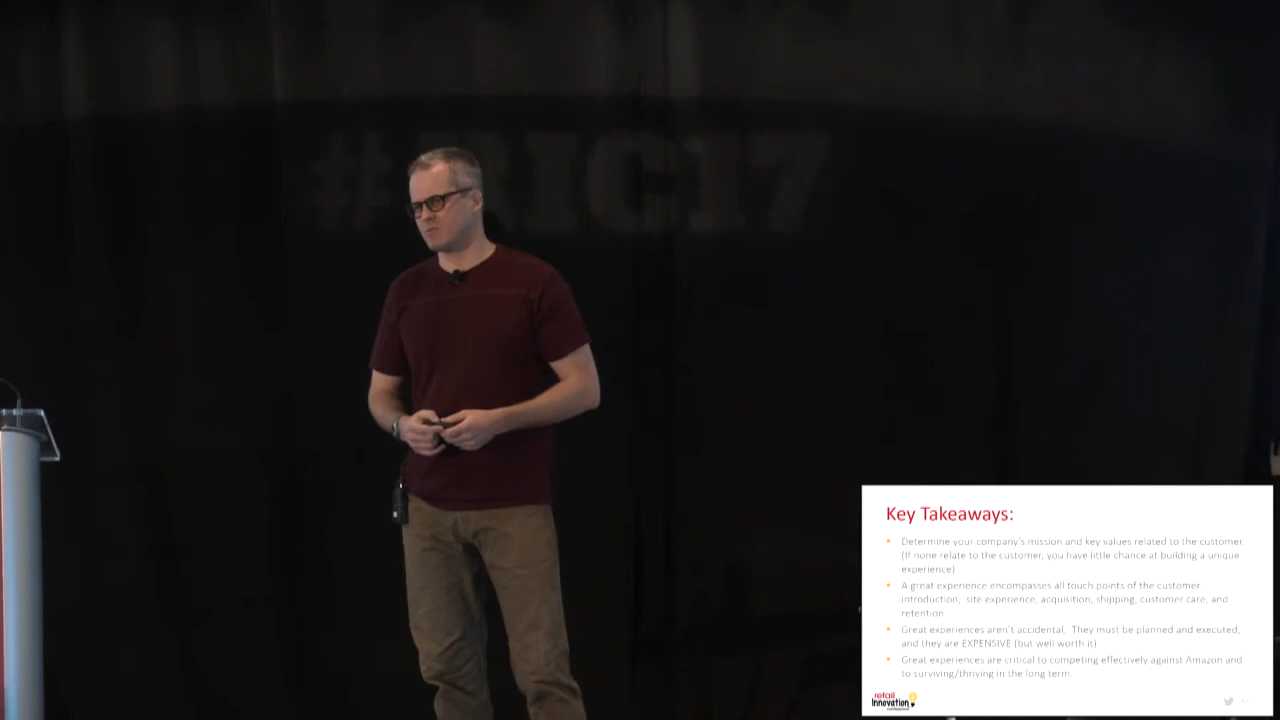 #RIC17
Key Takeaways:
Determine your company's mission and key values related to the customer.
(If none relate to the customer, you have little chance at building a unique
experience)
A great experience encompasses all touch points of the customer
introduction, site experience, acquisition, shipping, customer care, and
retention
Great experiences aren't accidental. They must be planned and executed,
and they are EXPENSIVE (but well worth it)
Great experiences are critical to competing effectively against Amazon and
to surviving/thriving in the long term.
retail
innovation